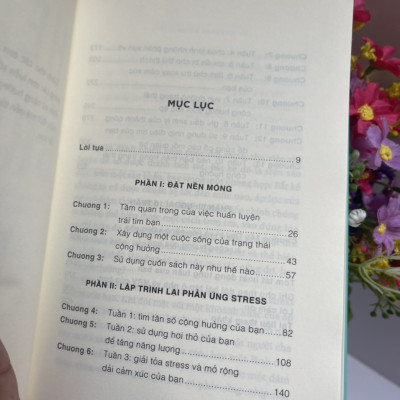 MỤC LỤC
Lời tựa 9
PHẦN I: ĐẶT NỀN MÓNG
Chương 1: Tầm quan trọng của việc huấn luyện
trái tim bạn 26
Chương 2: Xây dựng một cuộc sống của trạng thái
cộng hưởng 43
Chương 3: Sử dụng cuốn sách này như thế nào 57
PHẦN II: LẬP TRÌNH LẠI PHẢN ỨNG STRESS
Chương 4: Tuần 1: tìm tần số cộng hưởng của bạn 82
Chương 5: Tuần 2: sử dụng hơi thở của bạn
để tăng năng lượng 108
Chương 6: Tuần 3: giải tỏa stress và mở rộng
dải cảm xúc của bạn 140